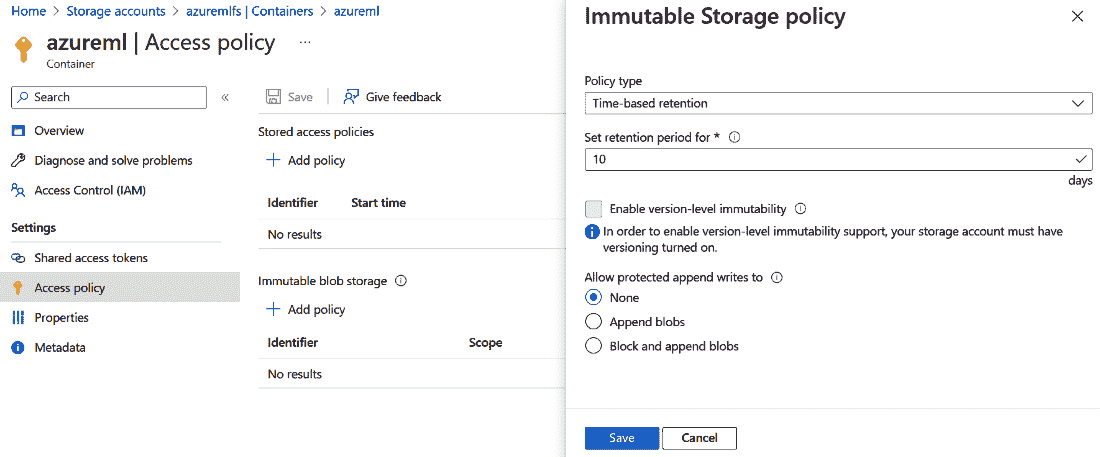 Home > Storage accounts > azuremlfs | Containers > azureml
azureml | Access policy ...
Container
Search «
Overview
Diagnose and solve problems
Access Control (IAM)
Settings
Shared access tokens
Access policy
Properties
Metadata
Save | Give feedback
Stored access policies
+ Add policy
Identifier Start time
No results
Immutable blob storage
+ Add policy
Identifier Scope
No results
Immutable Storage policy
Policy type
Time-based retention
Set retention period for *
10
days
Enable version-level immutability
In order to enable version-level immutability support, your storage account must have
versioning turned on.
Allow protected append writes to
None
Append blobs
Block and append blobs
Save Cancel